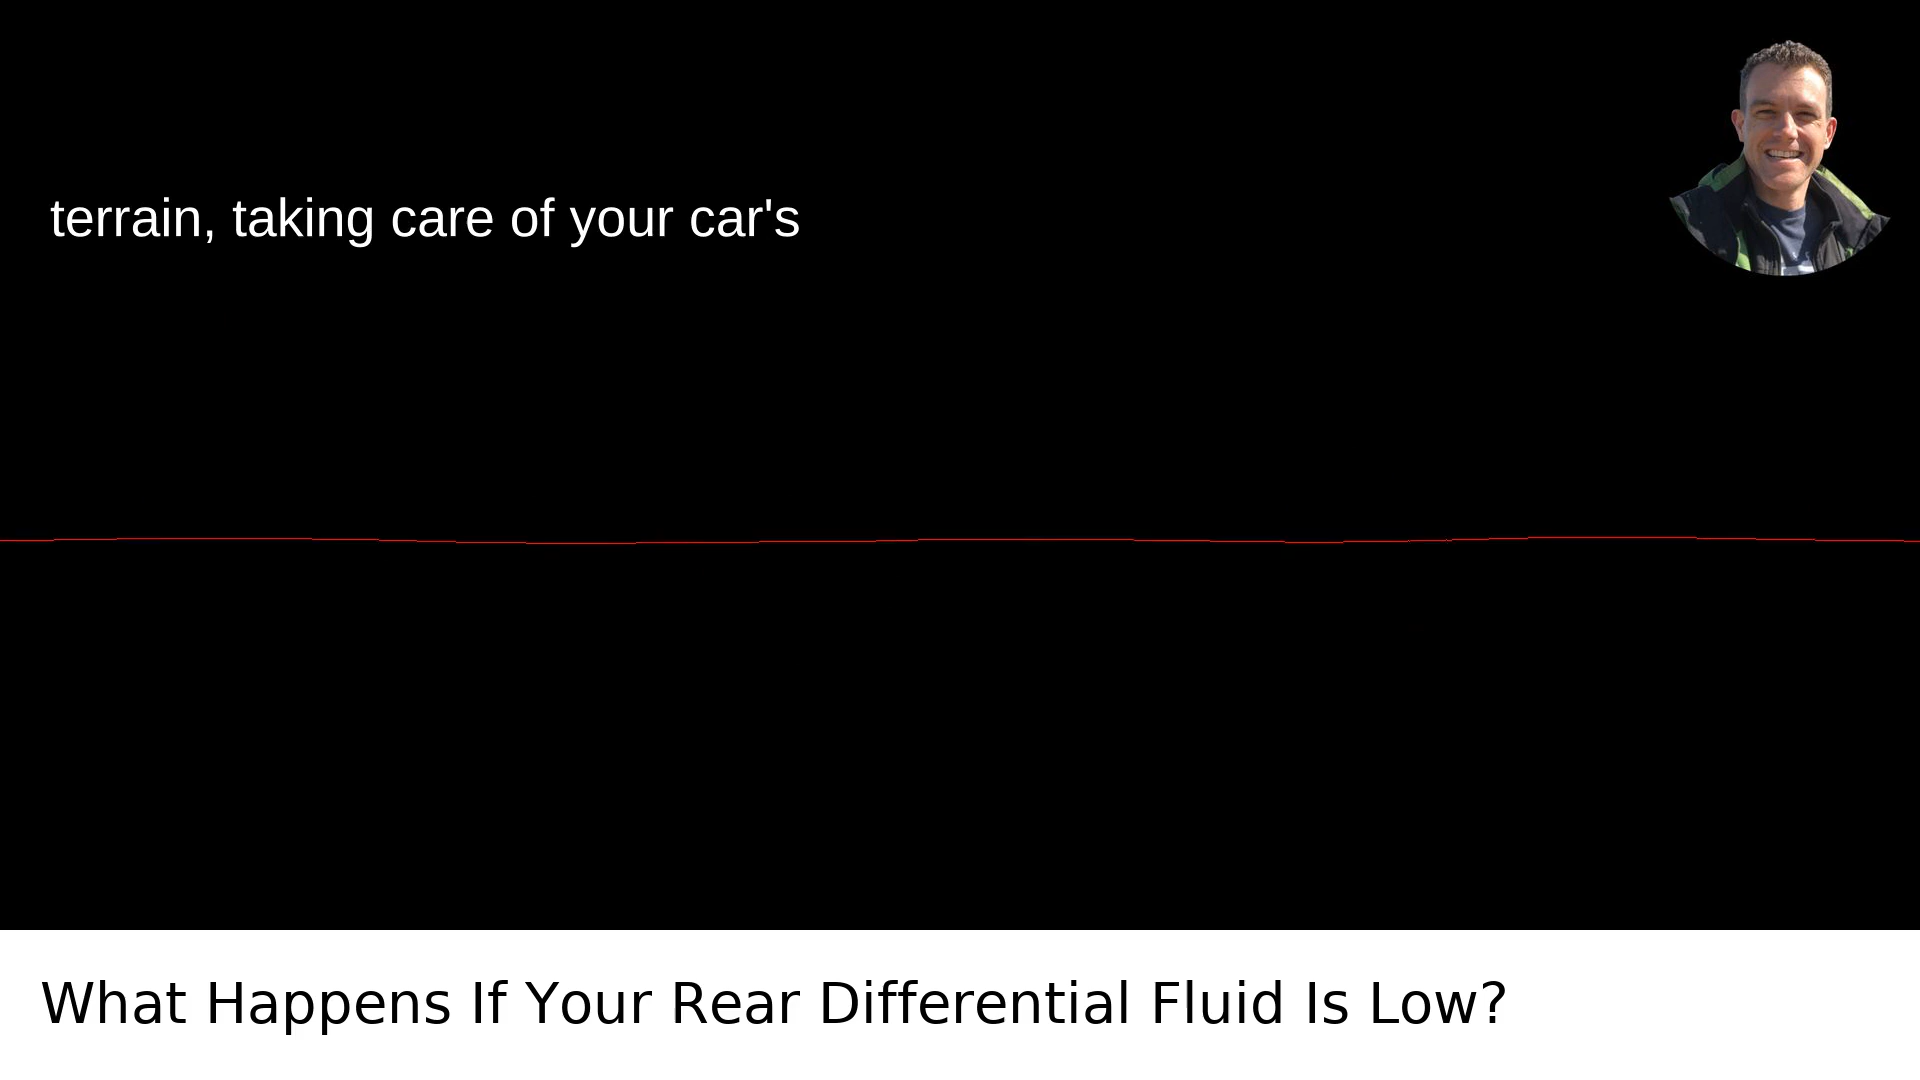 terrain, taking care of your car's
What Happens If Your Rear Differential Fluid Is Low?